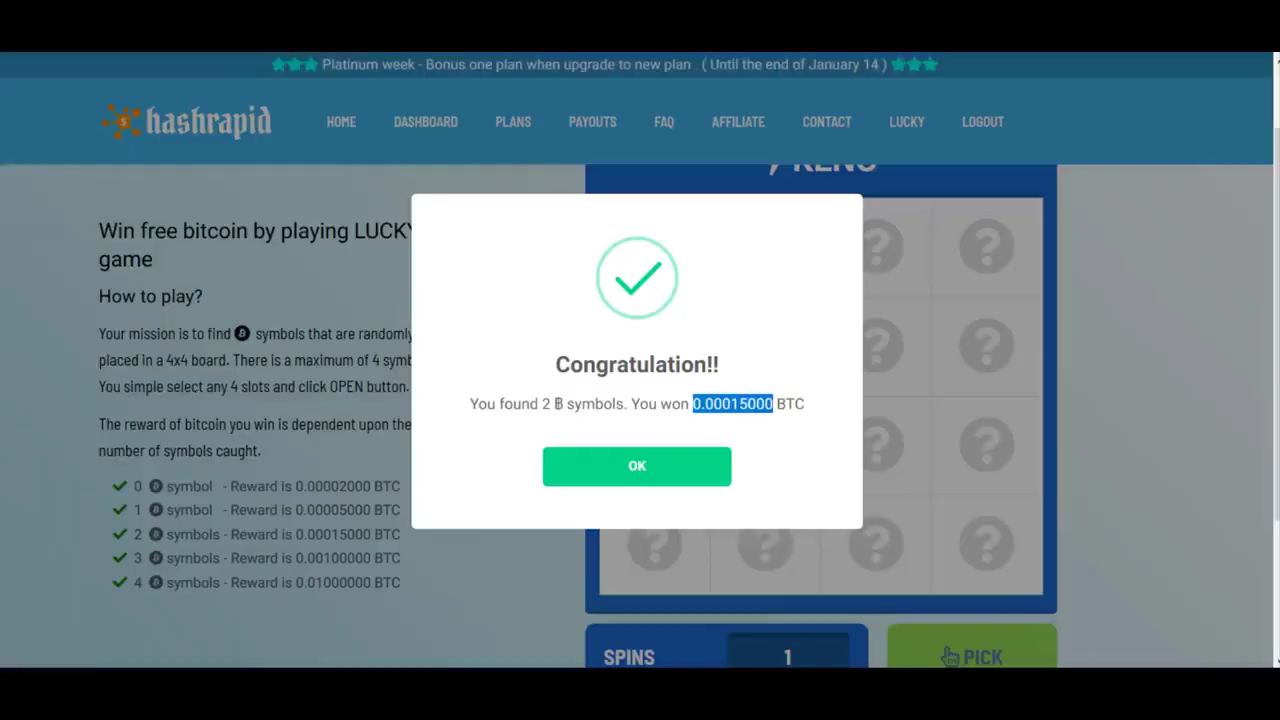 Platinum week - Bonus one plan when upgrade to new plan ( Until the end of January 14 )
hashrapid HOME DASHBOARD PLANS PAYOUTS FAQ AFFILIATE CONTACT LUCKY LOGOUT
Win free bitcoin by playing LUCKY
game
How to play?
Your mission is to find symbols that are randomly
placed in a 4x4 board. There is a maximum of 4 symb
You simple select any 4 slots and click OPEN button.
The reward of bitcoin you win is dependent upon the
number of symbols caught.
0 symbol - Reward is 0.00002000 BTC
1 symbol - Reward is 0.00005000 BTC
2 symbols - Reward is 0.00015000 BTC
3 symbols - Reward is 0.00100000 BTC
4 symbols - Reward is 0.01000000 BTC
Congratulation!!
You found 2 ฿ symbols. You won 0.00015000 BTC
OK
SPINS 1 PICK